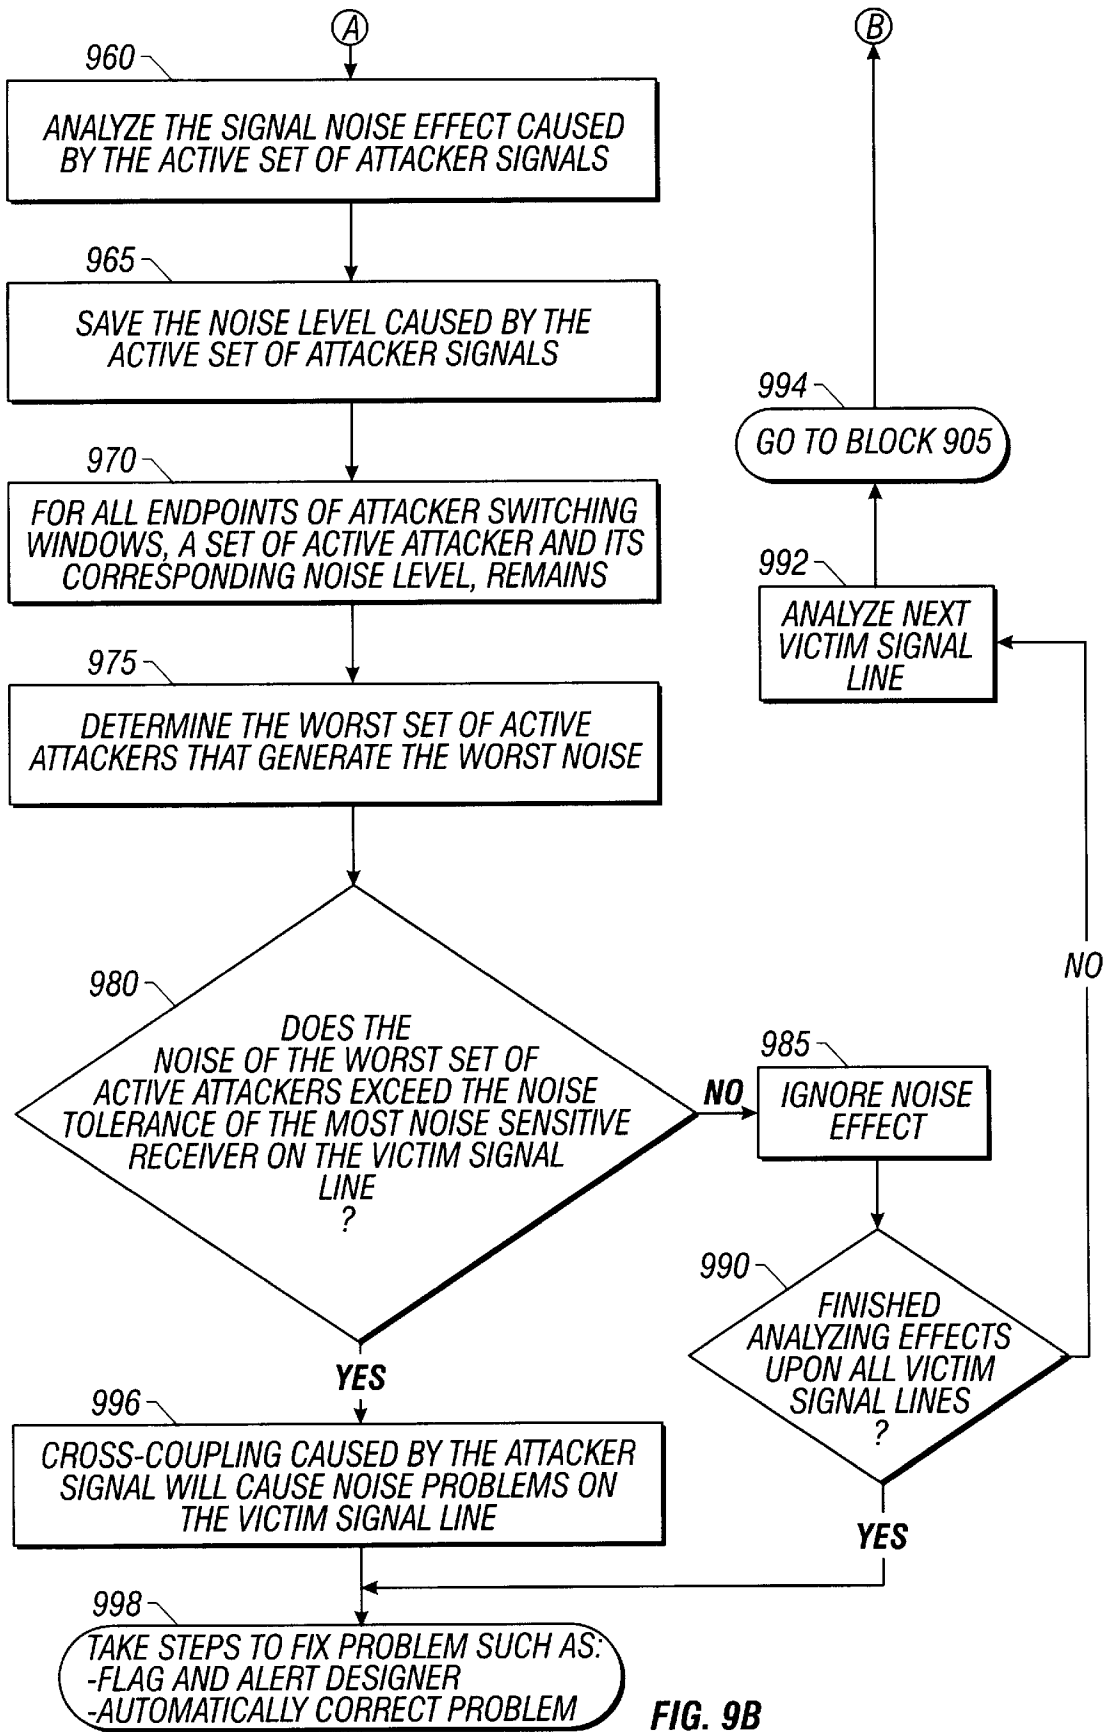 A
960
ANALYZE THE SIGNAL NOISE EFFECT CAUSED
BY THE ACTIVE SET OF ATTACKER SIGNALS
965
SAVE THE NOISE LEVEL CAUSED BY THE
ACTIVE SET OF ATTACKER SIGNALS
970
FOR ALL ENDPOINTS OF ATTACKER SWITCHING
WINDOWS, A SET OF ACTIVE ATTACKER AND ITS
CORRESPONDING NOISE LEVEL, REMAINS
975
DETERMINE THE WORST SET OF ACTIVE
ATTACKERS THAT GENERATE THE WORST NOISE
980
DOES THE
NOISE OF THE WORST SET OF
ACTIVE ATTACKERS EXCEED THE NOISE
TOLERANCE OF THE MOST NOISE SENSITIVE
RECEIVER ON THE VICTIM SIGNAL
LINE
?
NO
YES
985
IGNORE NOISE
EFFECT
990
FINISHED
ANALYZING EFFECTS
UPON ALL VICTIM
SIGNAL LINES
?
NO
YES
992
ANALYZE NEXT
VICTIM SIGNAL
LINE
994
GO TO BLOCK 905
B
996
CROSS-COUPLING CAUSED BY THE ATTACKER
SIGNAL WILL CAUSE NOISE PROBLEMS ON
THE VICTIM SIGNAL LINE
998
TAKE STEPS TO FIX PROBLEM SUCH AS:
-FLAG AND ALERT DESIGNER
-AUTOMATICALLY CORRECT PROBLEM
FIG. 9B